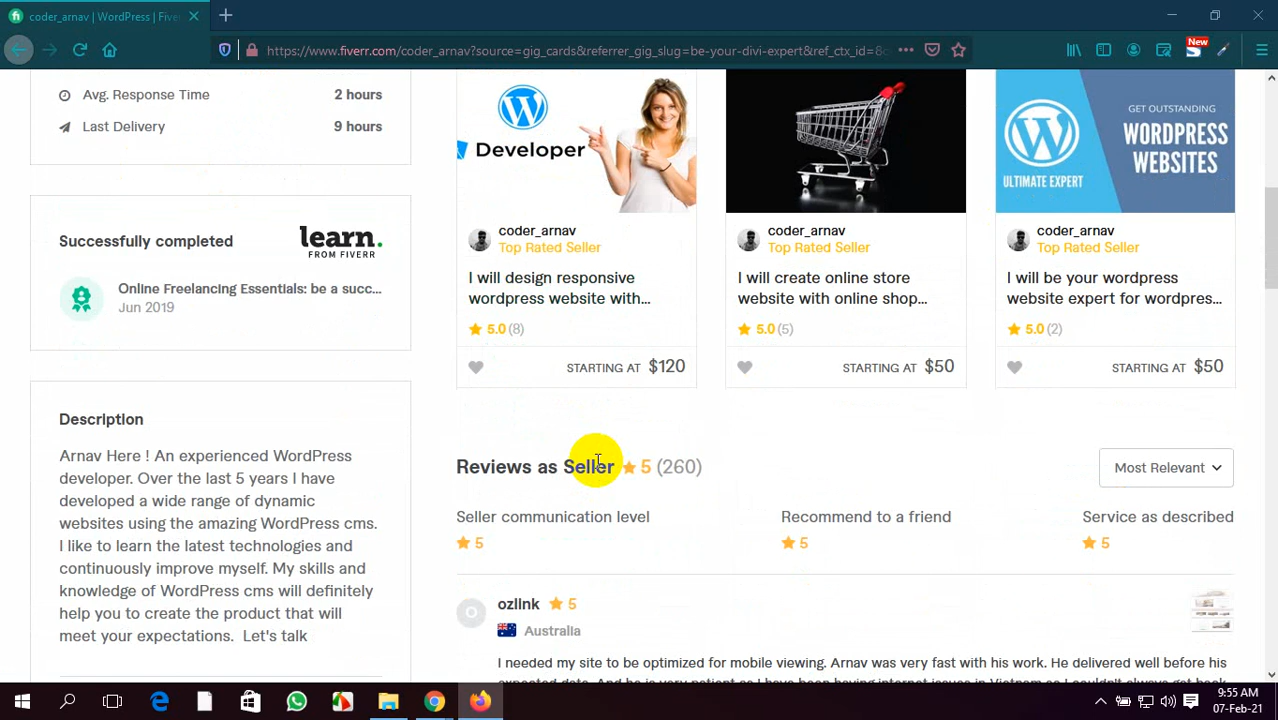 coder_arnav | WordPress | Fiver
https://www.fiverr.com/coder_arnav?source=gig_cards&referrer_gig_slug=be-your-divi-expert&ref_ctx_id=8
New
Avg. Response Time 2 hours
Last Delivery 9 hours
Successfully completed
learn.
FROM FIVERR
Online Freelancing Essentials: be a succ...
Jun 2019
Description
Arnav Here ! An experienced WordPress
developer. Over the last 5 years I have
developed a wide range of dynamic
websites using the amazing WordPress cms.
I like to learn the latest technologies and
continuously improve myself. My skills and
knowledge of WordPress cms will definitely
help you to create the product that will
meet your expectations. Let's talk
Developer
coder_arnav
Top Rated Seller
I will design responsive
wordpress website with...
5.0 (8)
STARTING AT $120
coder_arnav
Top Rated Seller
I will create online store
website with online shop...
5.0 (5)
STARTING AT $50
GET OUTSTANDING
WORDPRESS
WEBSITES
ULTIMATE EXPERT
coder_arnav
Top Rated Seller
I will be your wordpress
website expert for wordpres...
5.0 (2)
STARTING AT $50
Reviews as Seller 5 (260)
Most Relevant
Seller communication level
5
Recommend to a friend
5
Service as described
5
O
ozlink 5
Australia
I needed my site to be optimized for mobile viewing. Arnav was very fast with his work. He delivered well before his
9:55 AM
07-Feb-21